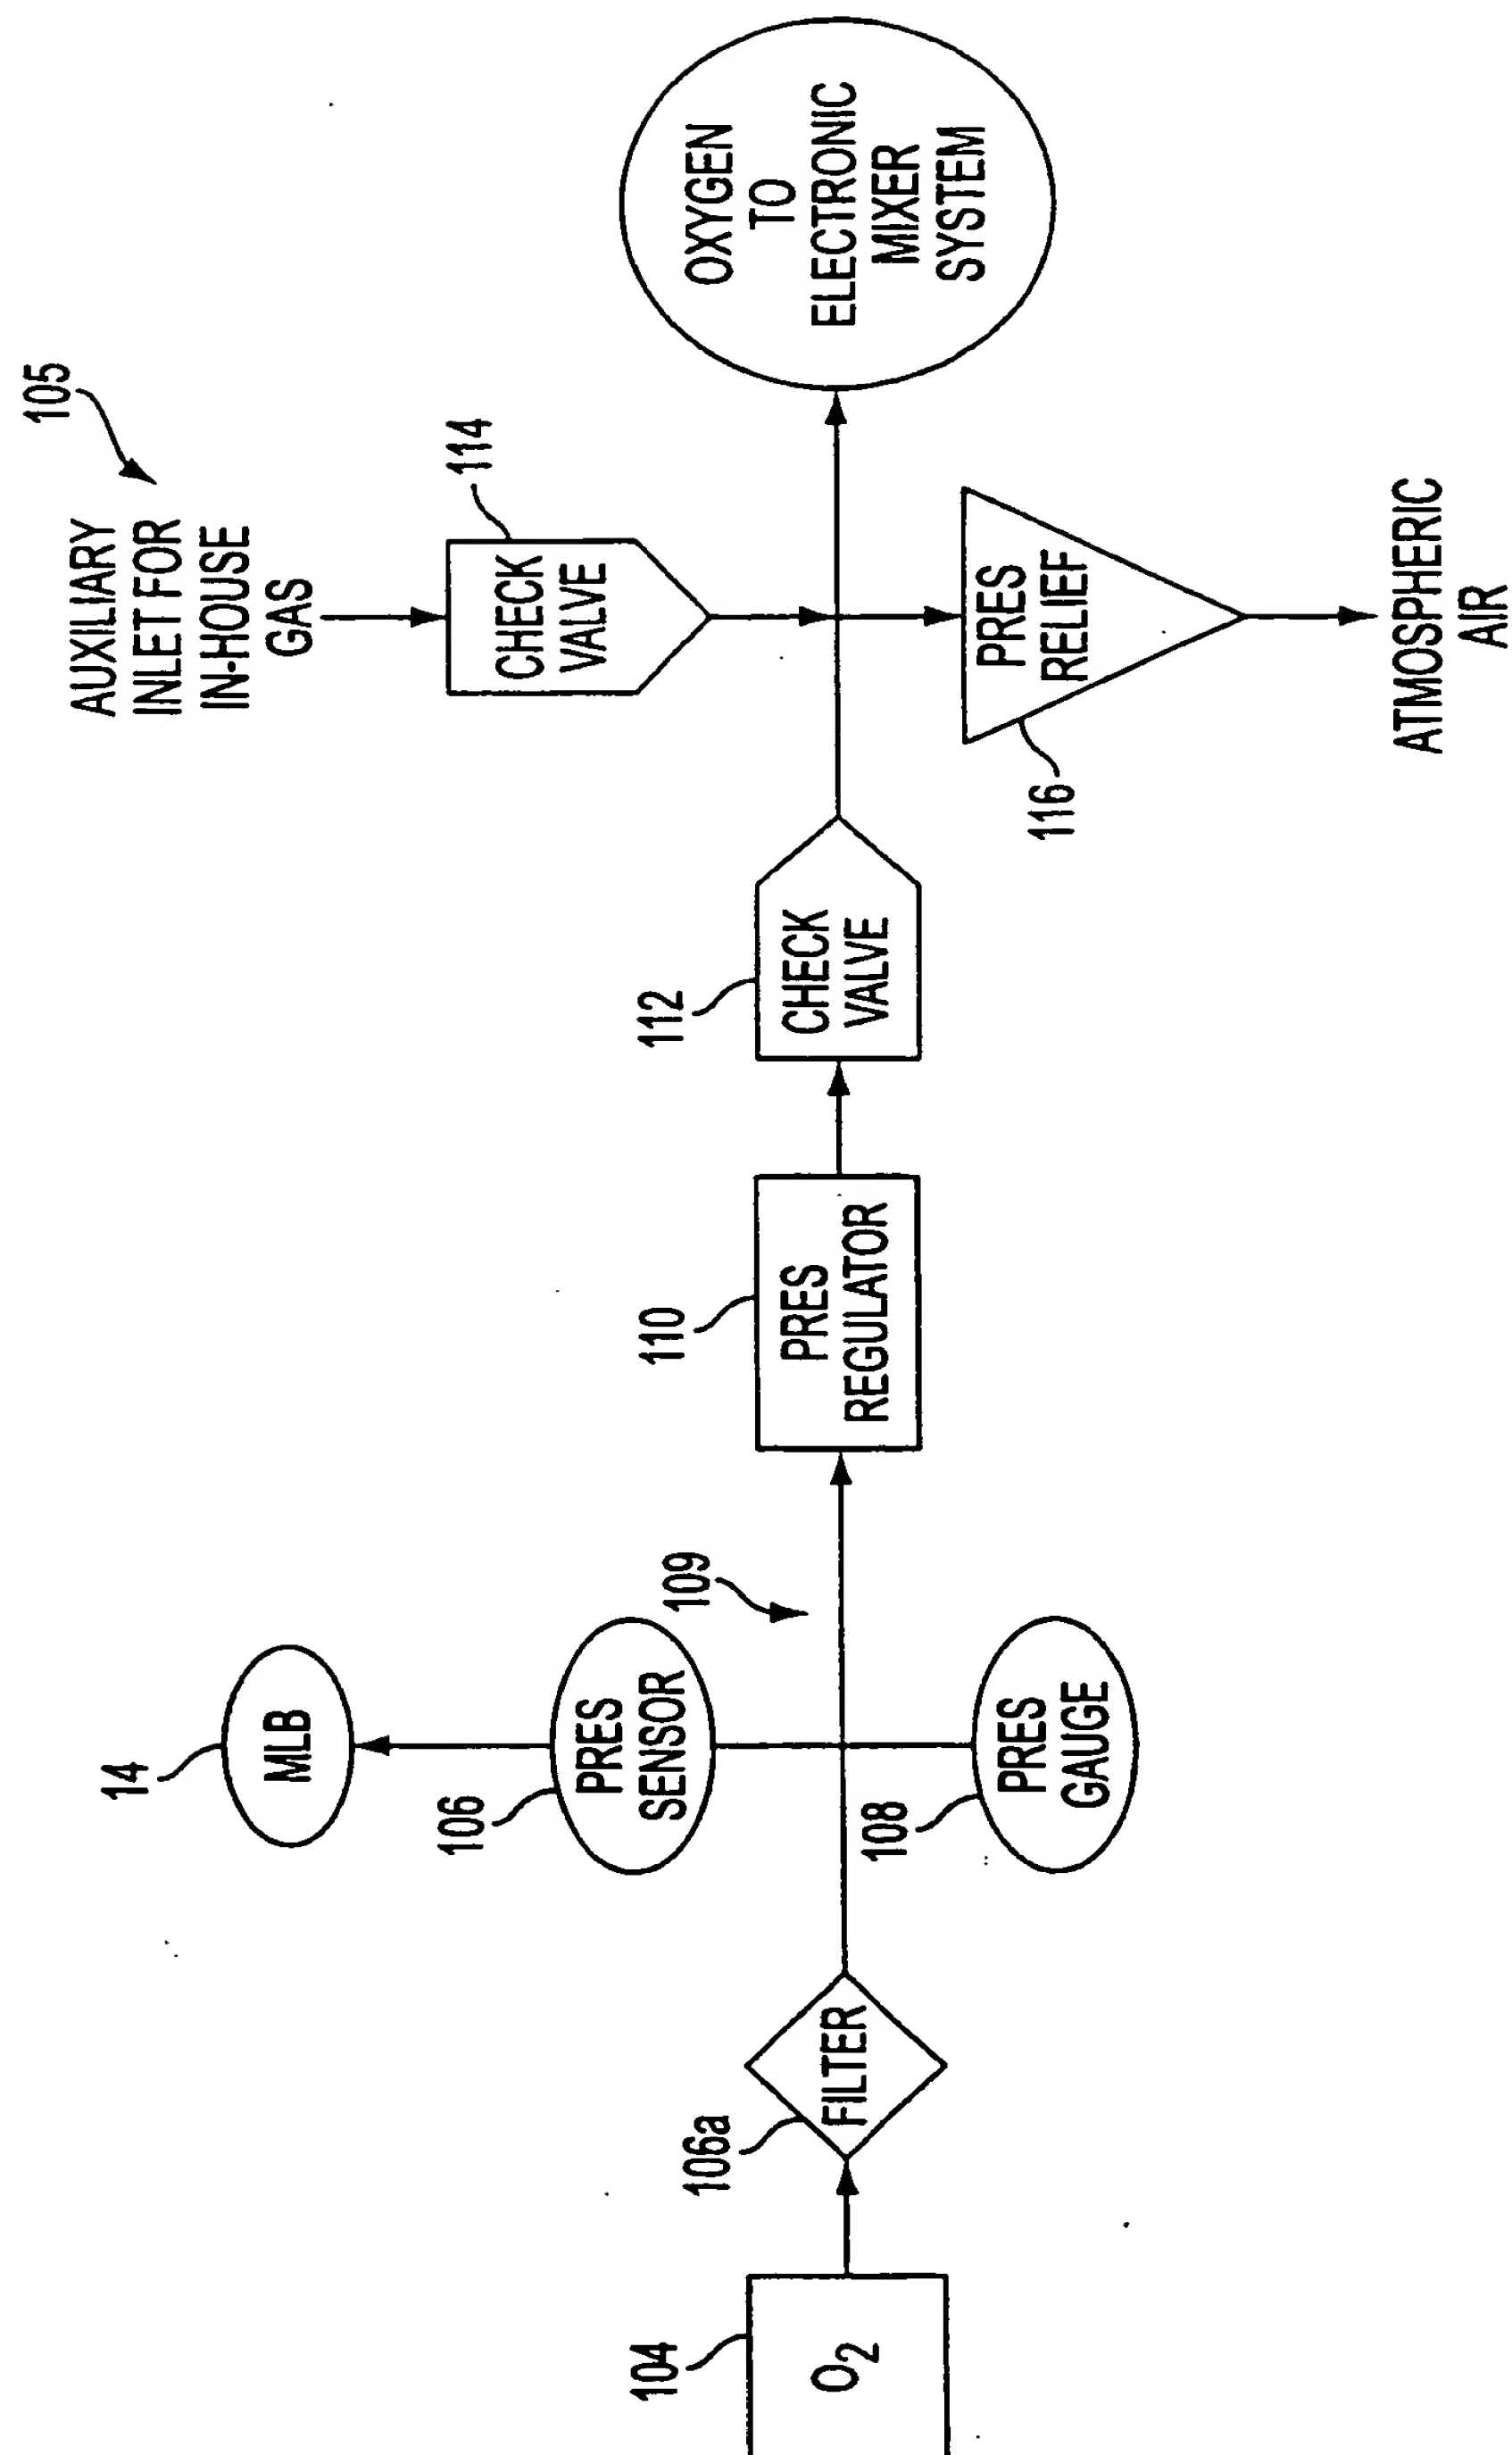 105
AUXILIARY
INLET FOR
IN-HOUSE
GAS
114
CHECK
VALVE
14
MLB
106
PRES
SENSOR
109
104
O₂
106a
FILTER
108
PRES
GAUGE
110
PRES
REGULATOR
112
CHECK
VALVE
OXYGEN
TO
ELECTRONIC
MIXER
SYSTEM
116
PRES
RELIEF
ATMOSPHERIC
AIR